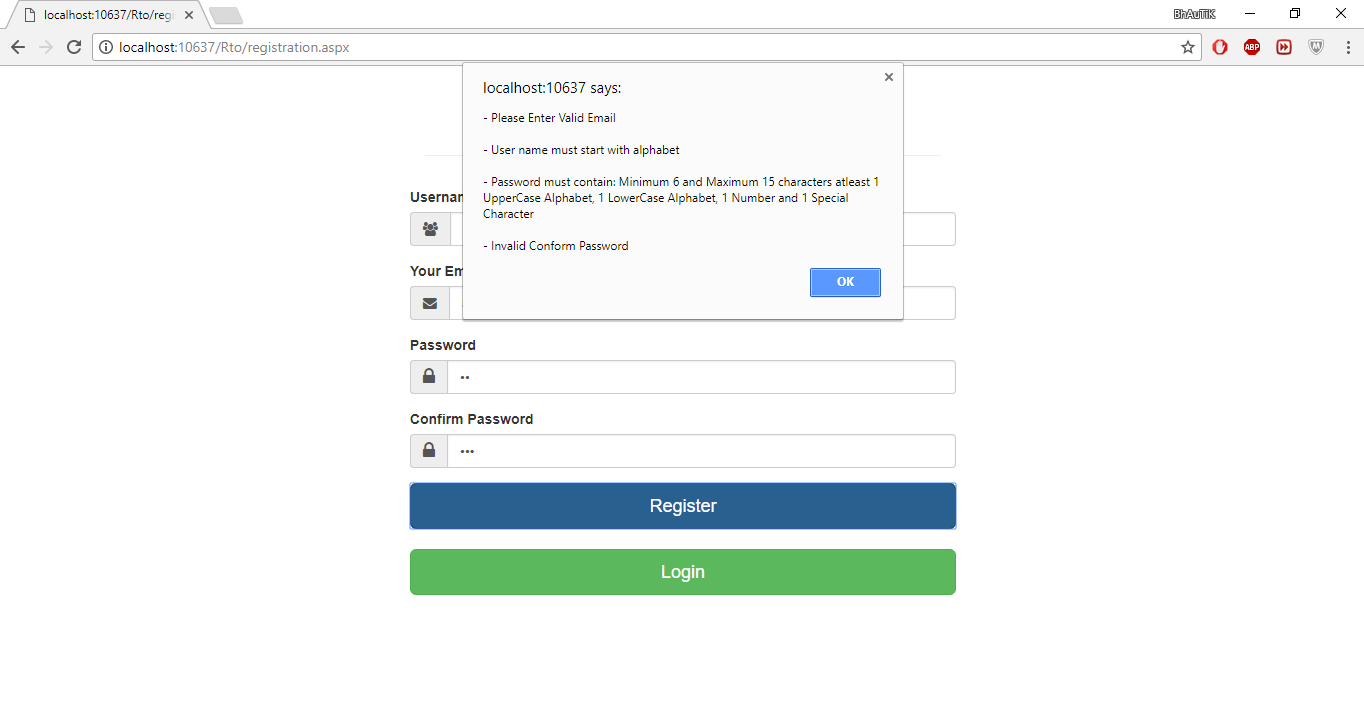 localhost:10637/Rto/regi
BhAuTiK
localhost:10637/Rto/registration.aspx
ABP
localhost:10637 says:
- Please Enter Valid Email
- User name must start with alphabet
- Password must contain: Minimum 6 and Maximum 15 characters atleast 1
UpperCase Alphabet, 1 LowerCase Alphabet, 1 Number and 1 Special
Character
- Invalid Conform Password
OK
Userna
Your Em
Password
••
Confirm Password
•••
Register
Login